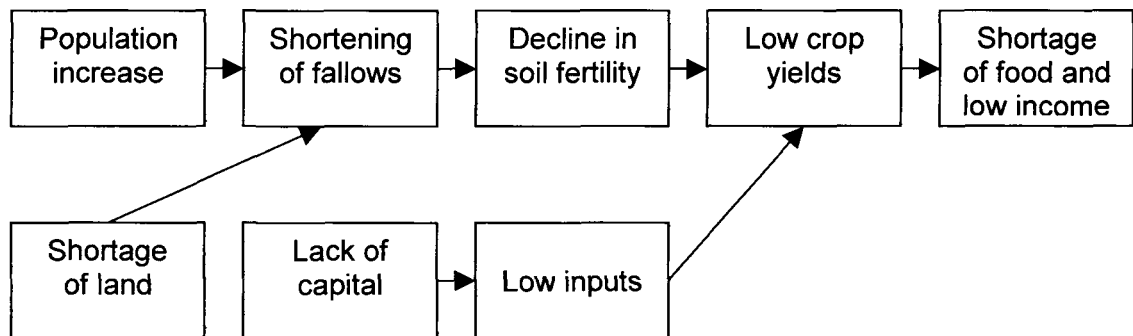 Population
increase
Shortening
of fallows
Decline in
soil fertility
Low crop
yields
Shortage
of food and
low income
Shortage
of land
Lack of
capital
Low inputs